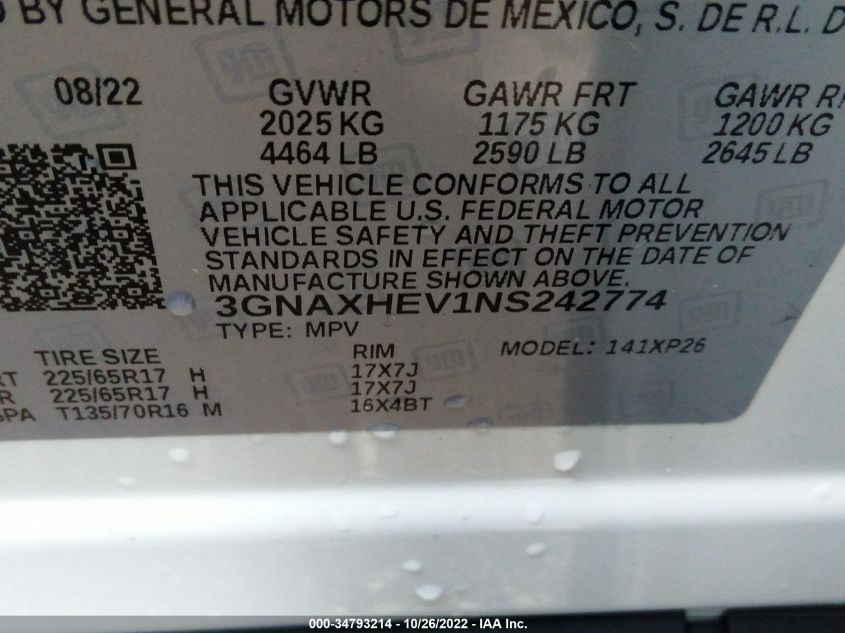 BY GENERAL MOTORS DE MEXICO, S. DE R.L. D
08/22 GVWR GAWR FRT GAWR R
2025 KG 1175 KG 1200 KG
4464 LB 2590 LB 2645 LB
THIS VEHICLE CONFORMS TO ALL
APPLICABLE U.S. FEDERAL MOTOR
VEHICLE SAFETY AND THEFT PREVENTION
STANDARDS IN EFFECT ON THE DATE OF
MANUFACTURE SHOWN ABOVE.
3GNAXHEV1NS242774
TYPE: MPV
TIRE SIZE RIM MODEL: 141XP26
RT 225/65R17 H 17X7J
R 225/65R17 H 17X7J
SPA T135/70R16 M 16X4BT
000-34793214 - 10/26/2022 - IAA Inc.